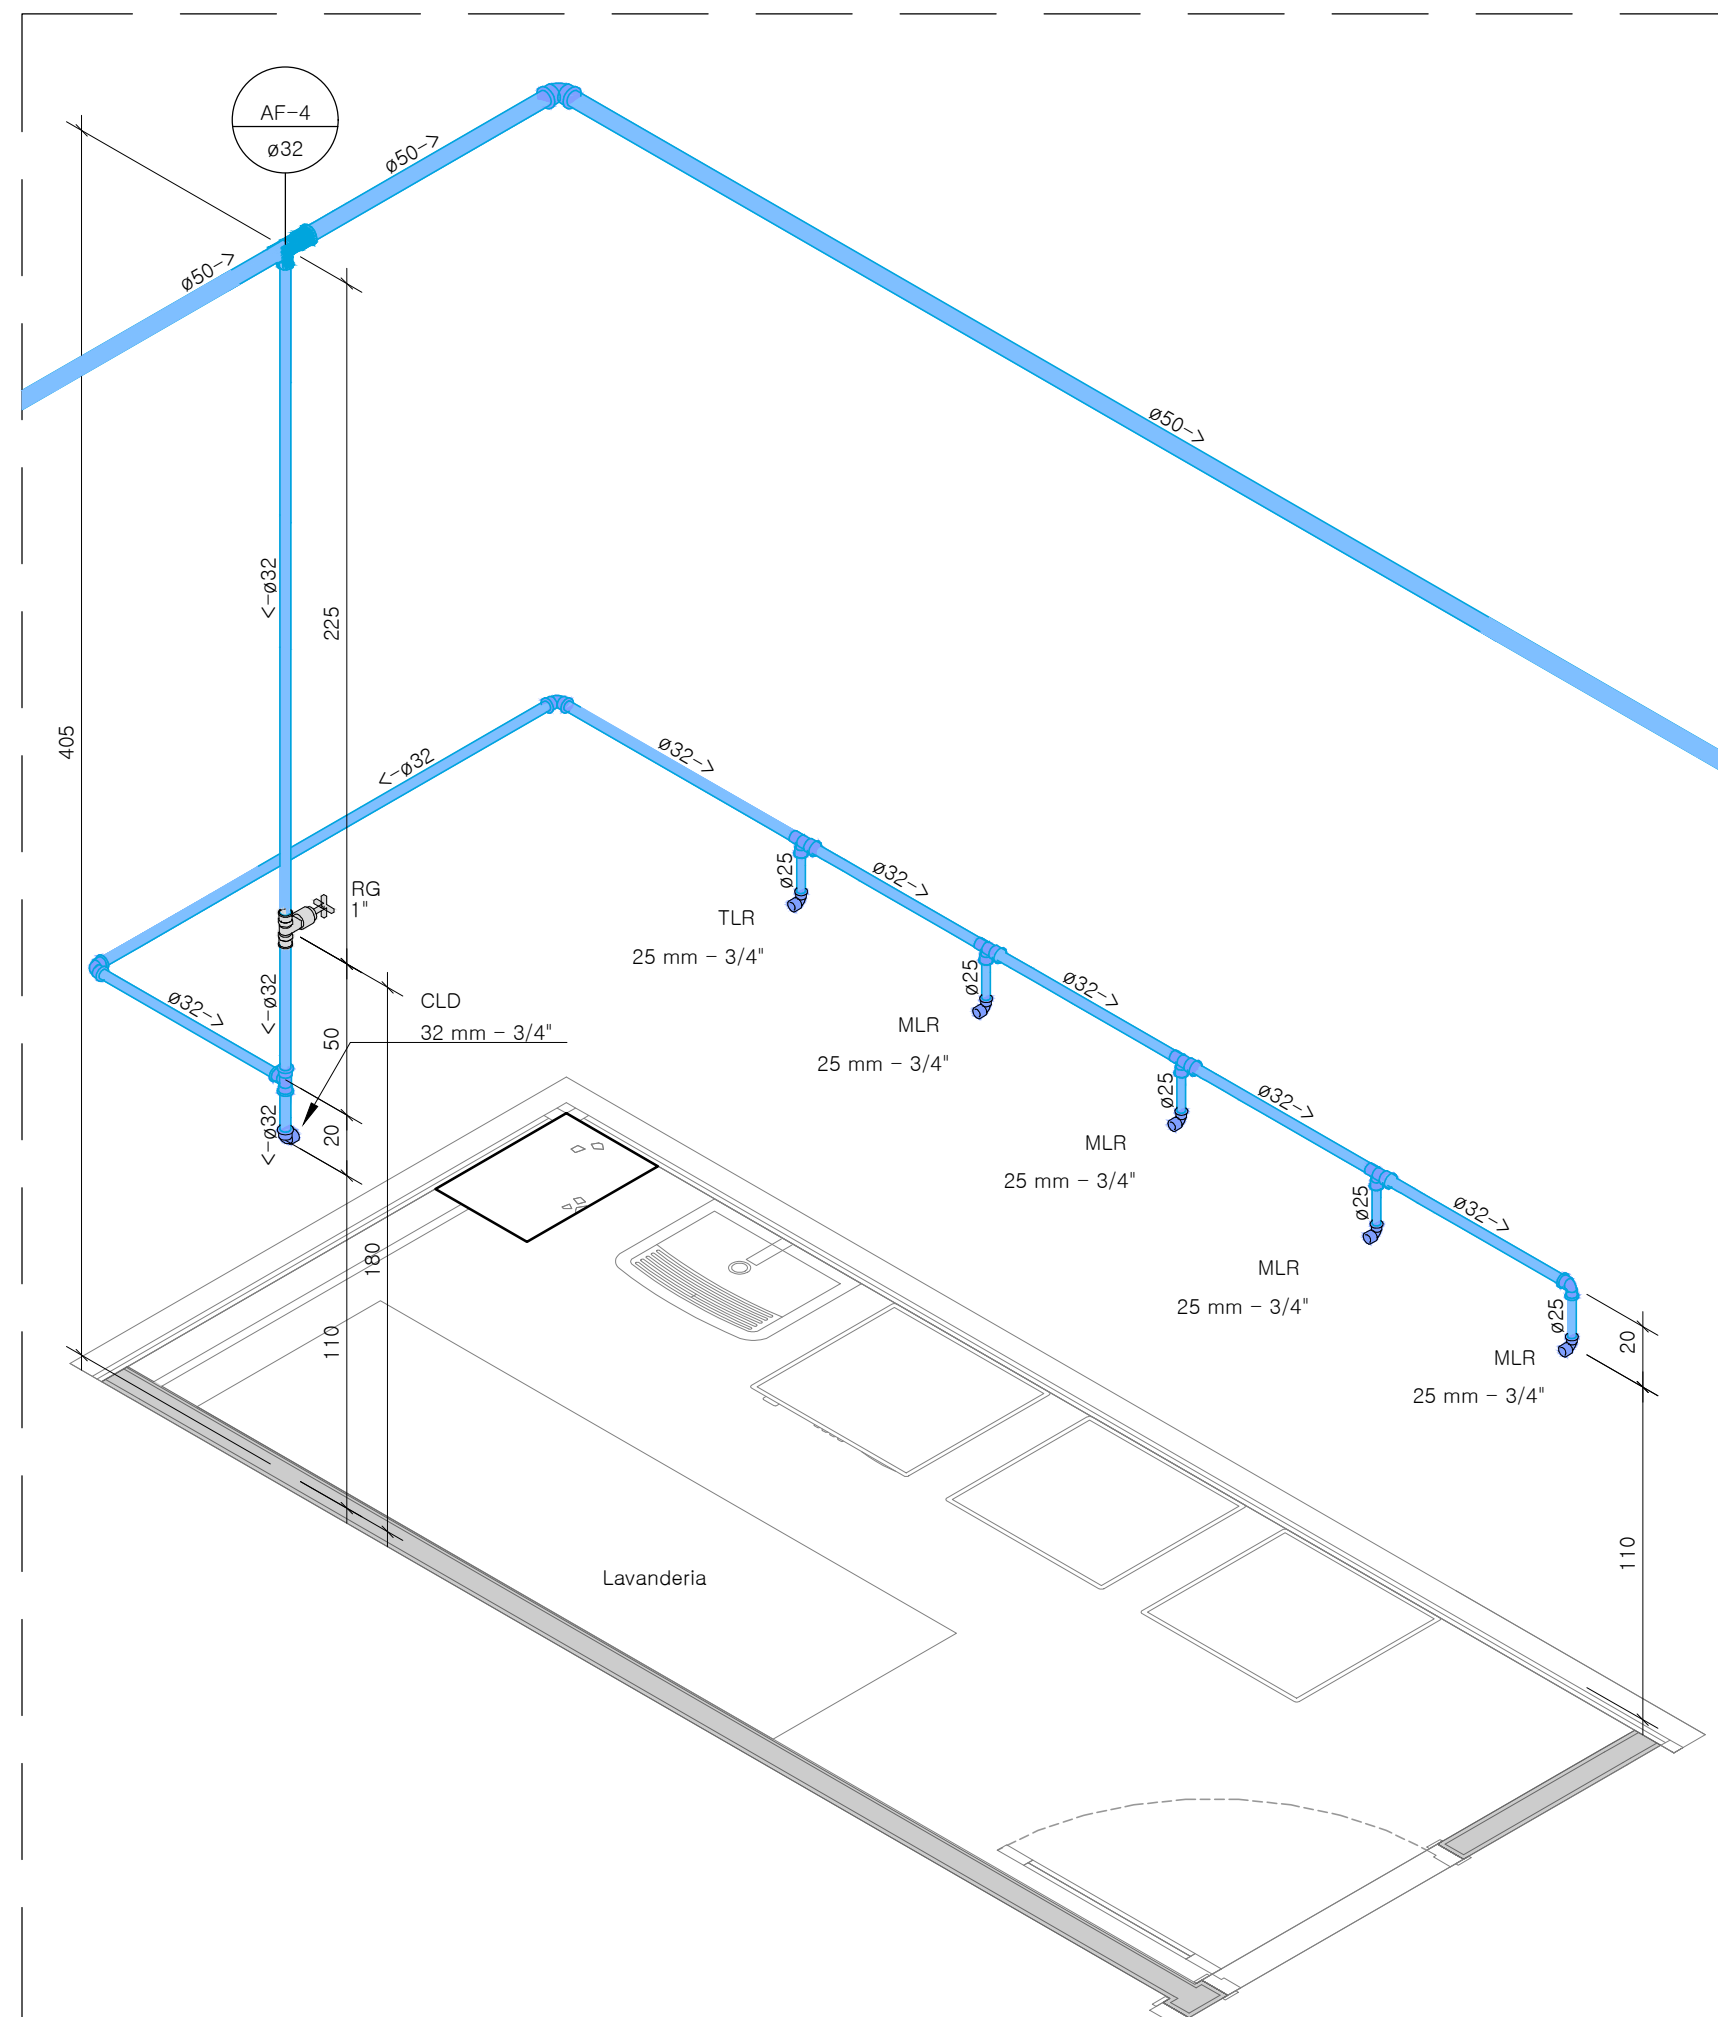 AF-4
ø32
ø50->
ø50->
ø50->
<-ø32
225
405
<-ø32
ø32->
ø25
ø32->
RG
1"
TLR
25 mm - 3/4"
ø25
ø32->
ø32->
<-ø32
CLD
32 mm - 3/4"
50
MLR
25 mm - 3/4"
ø25
ø32->
<-ø32
20
MLR
25 mm - 3/4"
ø25
ø32->
180
110
MLR
25 mm - 3/4"
ø25
20
MLR
25 mm - 3/4"
110
Lavanderia